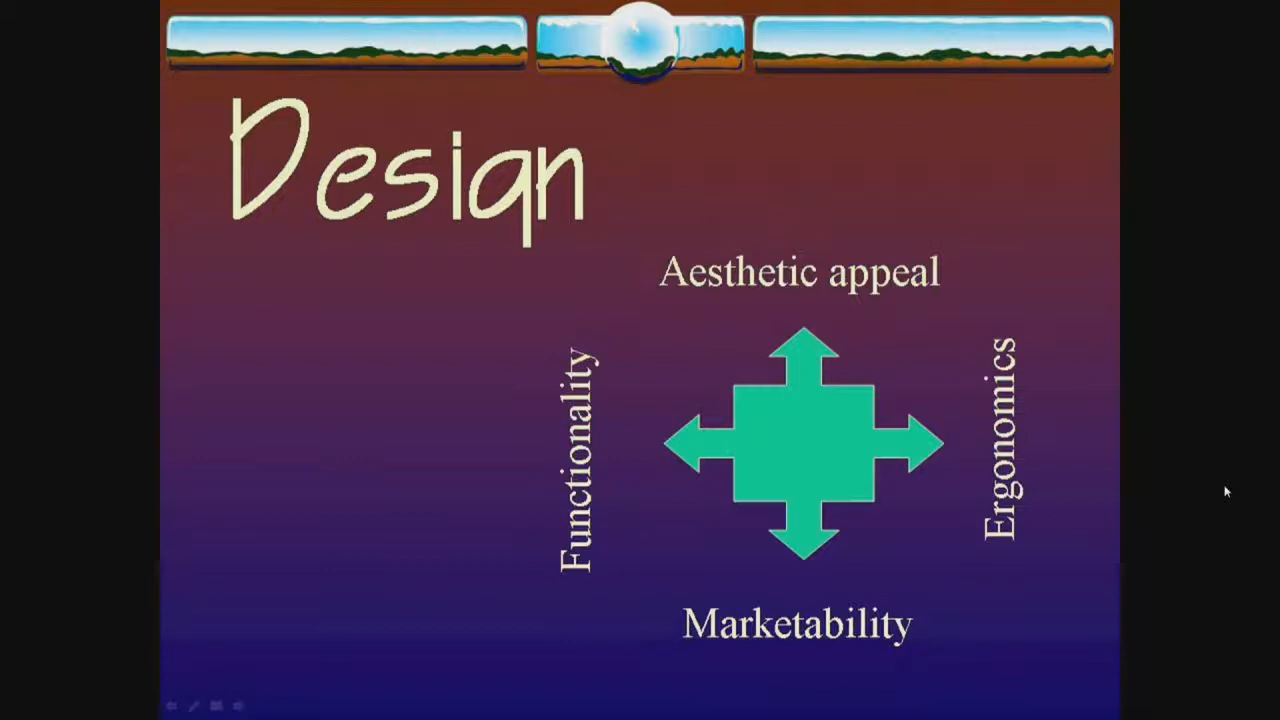 Design
Aesthetic appeal
Functionality
Ergonomics
Marketability